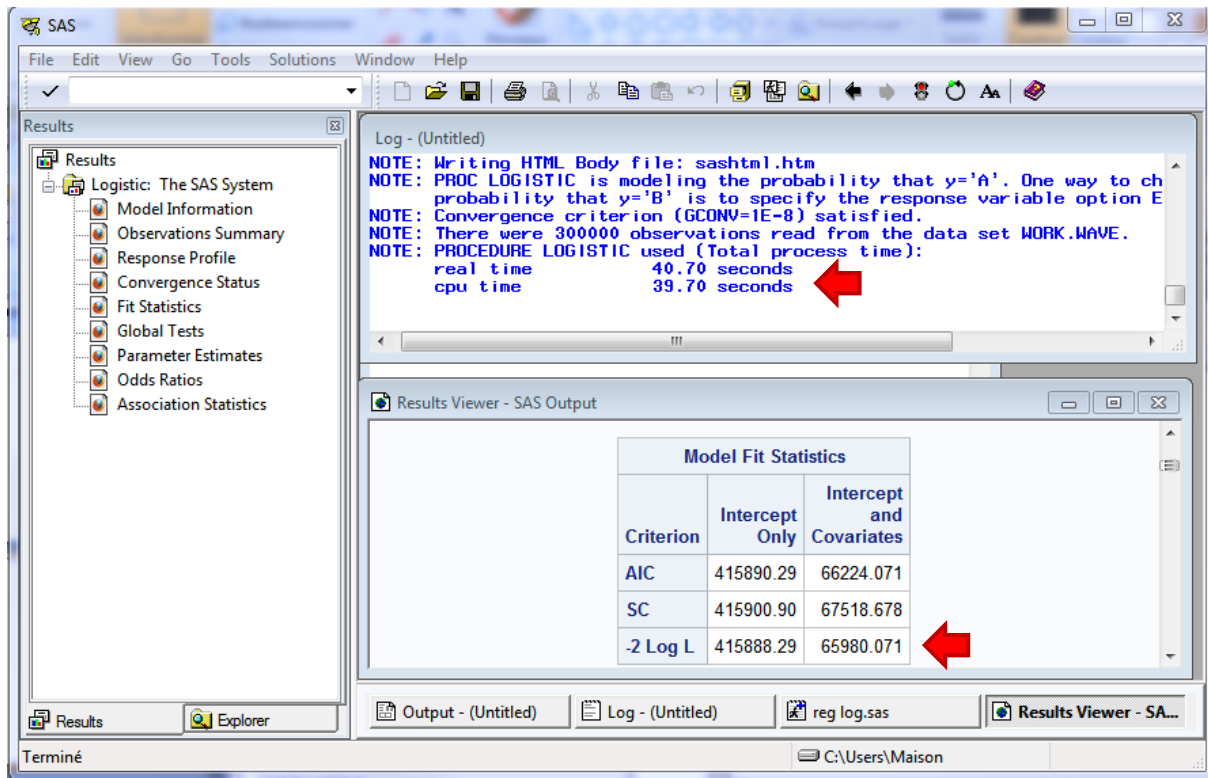 SAS
File Edit View Go Tools Solutions Window Help
Results
Results
Logistic: The SAS System
Model Information
Observations Summary
Response Profile
Convergence Status
Fit Statistics
Global Tests
Parameter Estimates
Odds Ratios
Association Statistics
Log - (Untitled)
NOTE: Writing HTML Body file: sashtml.htm
NOTE: PROC LOGISTIC is modeling the probability that y='A'. One way to ch
probability that y='B' is to specify the response variable option E
NOTE: Convergence criterion (GCONV=1E-8) satisfied.
NOTE: There were 300000 observations read from the data set WORK.WAVE.
NOTE: PROCEDURE LOGISTIC used (Total process time):
real time 40.70 seconds
cpu time 39.70 seconds
Results Viewer - SAS Output
Model Fit Statistics
Criterion Intercept Only Intercept and Covariates
AIC 415890.29 66224.071
SC 415900.90 67518.678
-2 Log L 415888.29 65980.071
Results Explorer
Output - (Untitled) Log - (Untitled) reg log.sas Results Viewer - SA...
Terminé C:\Users\Maison